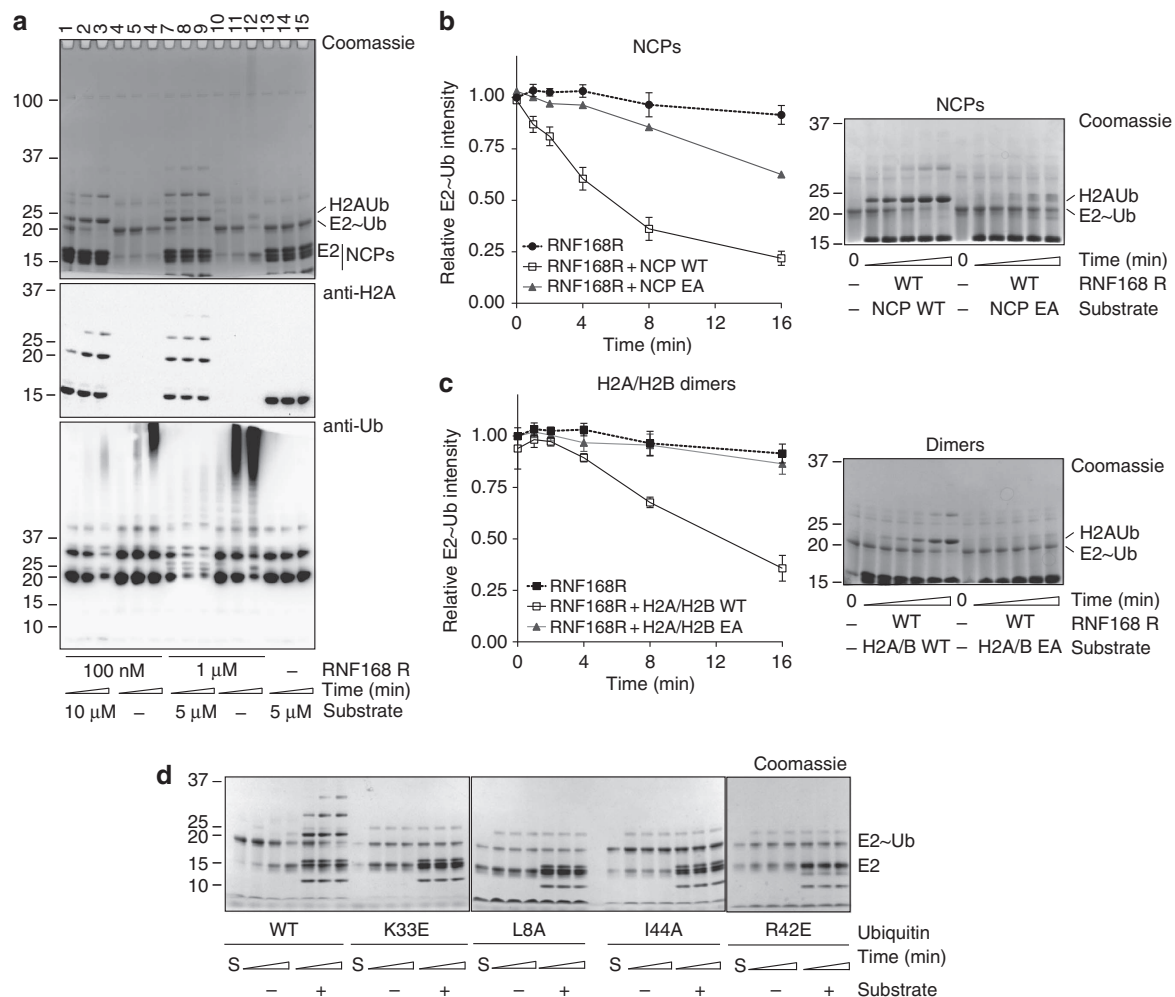 a
1 2 3 4 5 4 7 8 9 10 11 12 13 14 15
Coomassie
100
37
25
20
15
H2AUb
E2~Ub
E2
NCPs
anti-H2A
37
25
20
15
anti-Ub
37
25
20
15
10
100 nM 1 μM – RNF168 R
Time (min)
10 μM – 5 μM – 5 μM Substrate
b
NCPs
Relative E2~Ub intensity
1.00
0.75
0.50
0.25
0.00
RNF168R
RNF168R + NCP WT
RNF168R + NCP EA
0 4 8 12 16
Time (min)
NCPs
Coomassie
37
25
20
15
H2AUb
E2~Ub
0 0 Time (min)
– WT – WT RNF168 R
– NCP WT – NCP EA Substrate
c
H2A/H2B dimers
Relative E2~Ub intensity
1.00
0.75
0.50
0.25
0.00
RNF168R
RNF168R + H2A/H2B WT
RNF168R + H2A/H2B EA
0 4 8 12 16
Time (min)
Dimers
Coomassie
37
25
20
15
H2AUb
E2~Ub
0 0 Time (min)
– WT – WT RNF168 R
– H2A/B WT – H2A/B EA Substrate
d
Coomassie
37
25
20
15
10
E2~Ub
E2
WT K33E L8A I44A R42E Ubiquitin
S S S S S Time (min)
– + – + – + – + – + Substrate